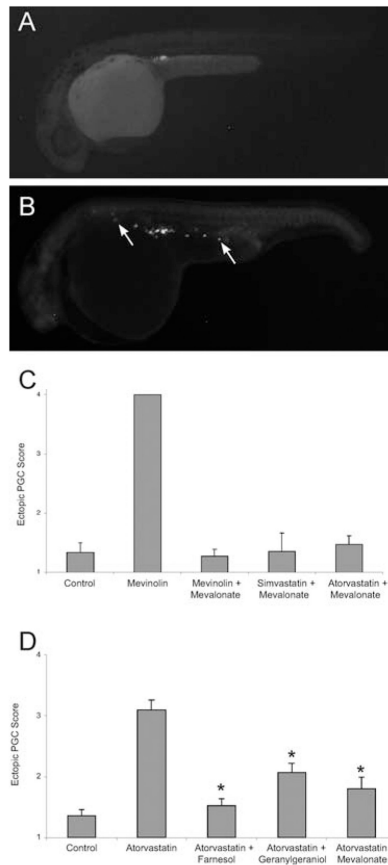 A
B
C
Ectopic PGC Score
4
2
1
Control
Mevinolin
Mevinolin +
Mevalonate
Simvastatin +
Mevalonate
Atorvastatin +
Mevalonate
D
Ectopic PGC Score
4
3
2
1
*
*
*
Control
Atorvastatin
Atorvastatin +
Farnesol
Atorvastatin +
Geranylgeraniol
Atorvastatin
Mevalonate